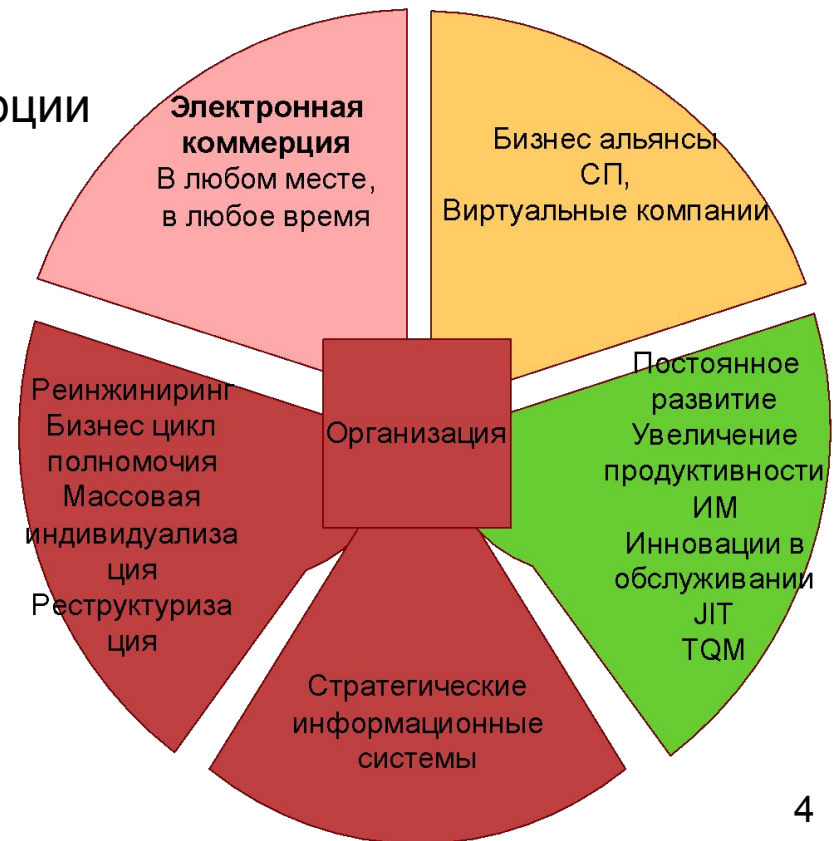 рции
Электронная
коммерция
В любом месте,
в любое время
Бизнес альянсы
СП,
Виртуальные компании
Реинжиниринг
Бизнес цикл
полномочия
Массовая
индивидуализа
ция
Реструктуриза
ция
Организация
Постоянное
развитие
Увеличение
продуктивности
ИМ
Инновации в
обслуживании
JIT
TQM
Стратегические
информационные
системы
4